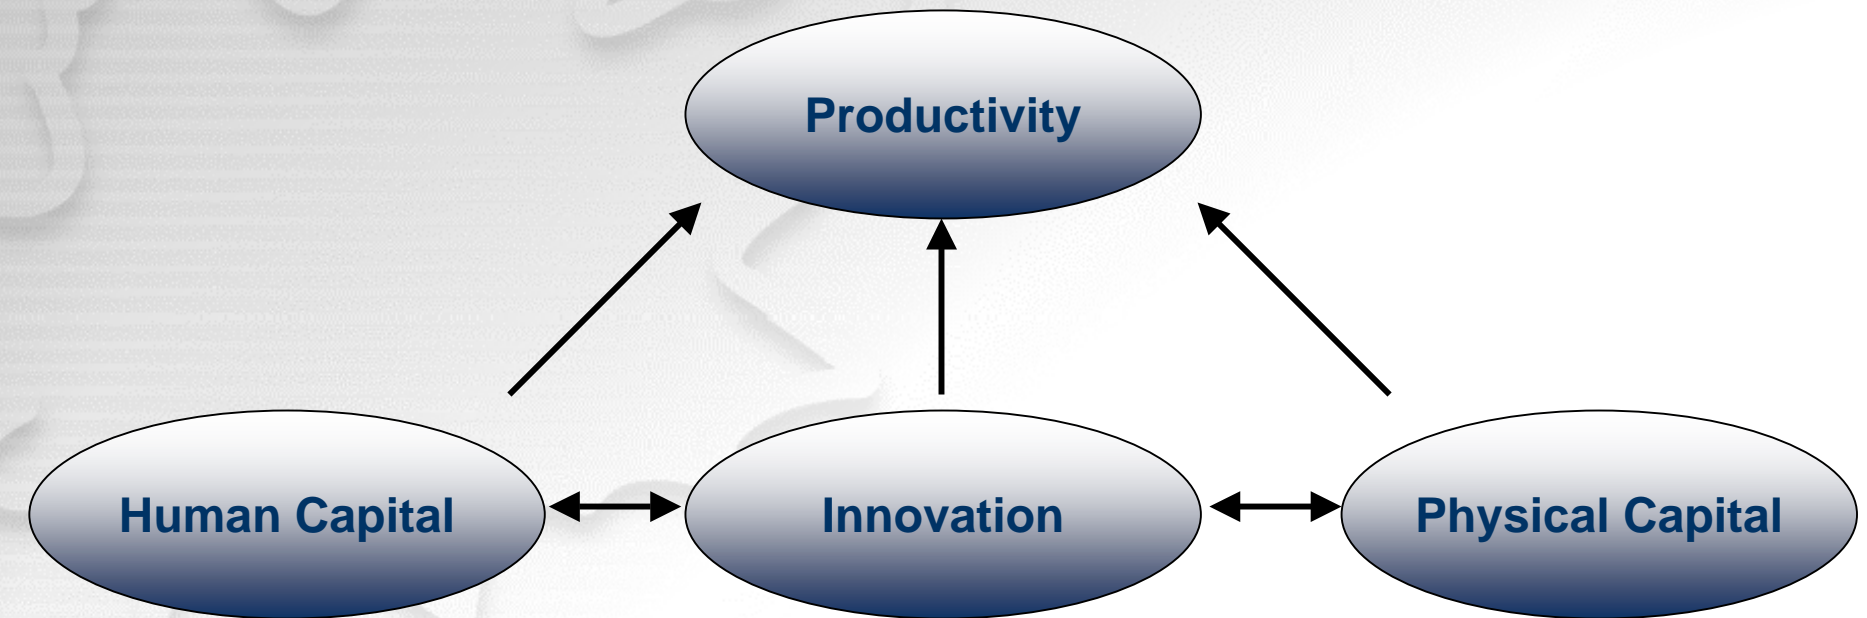 Productivity
Human Capital
Innovation
Physical Capital